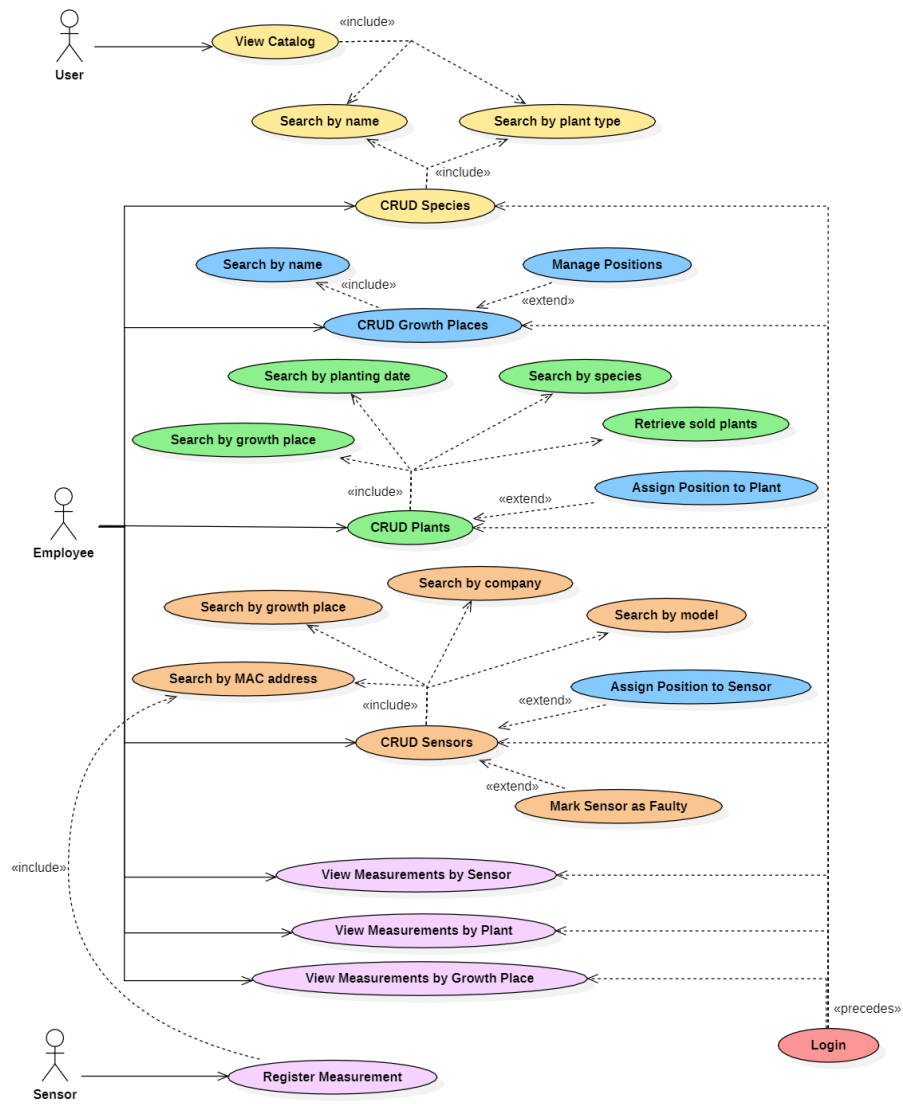 «include»
View Catalog
User
Search by name
Search by plant type
«include»
CRUD Species
Search by name
Manage Positions
«include»
«extend»
CRUD Growth Places
Search by planting date
Search by species
Retrieve sold plants
Search by growth place
Assign Position to Plant
«include»
«extend»
CRUD Plants
Employee
Search by company
Search by growth place
Search by model
Search by MAC address
Assign Position to Sensor
«extend»
«include»
CRUD Sensors
«extend»
Mark Sensor as Faulty
«include»
View Measurements by Sensor
View Measurements by Plant
View Measurements by Growth Place
«precedes»
Login
Register Measurement
Sensor